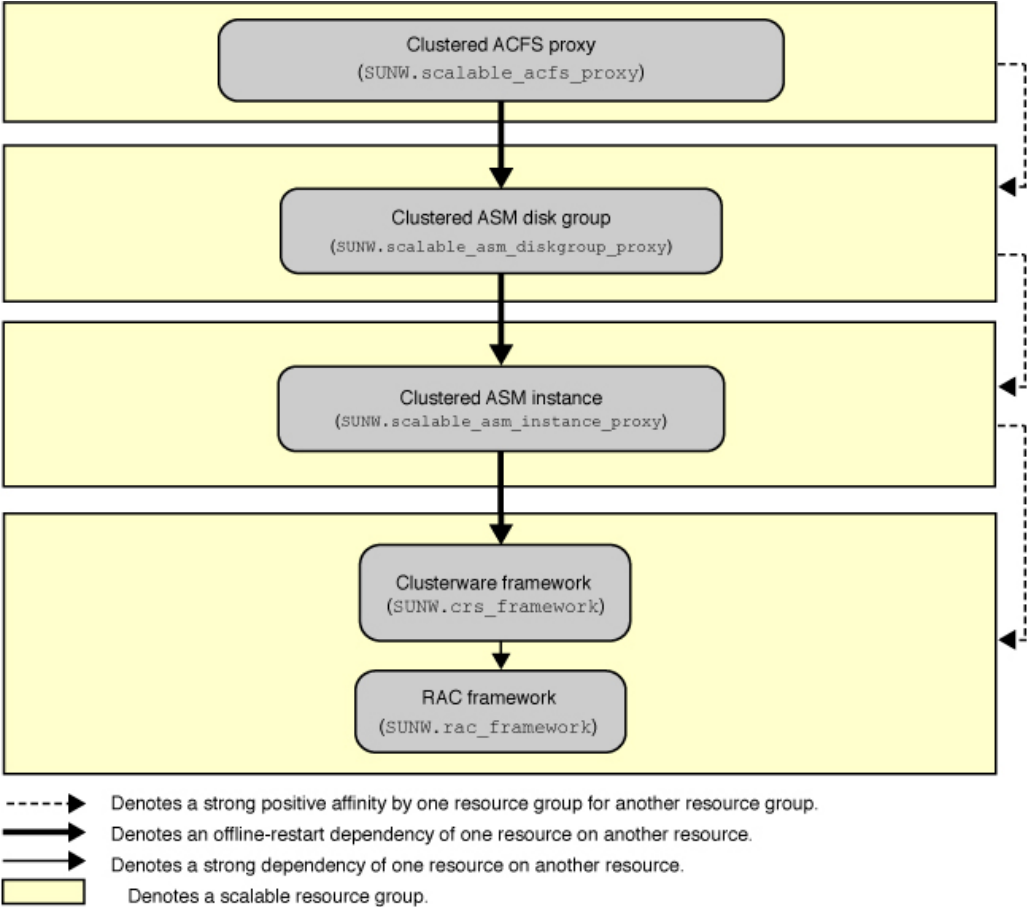 Clustered ACFS proxy
(SUNW.scalable_acfs_proxy)
Clustered ASM disk group
(SUNW.scalable_asm_diskgroup_proxy)
Clustered ASM instance
(SUNW.scalable_asm_instance_proxy)
Clusterware framework
(SUNW.crs_framework)
RAC framework
(SUNW.rac_framework)
Denotes a strong positive affinity by one resource group for another resource group.
Denotes an offline-restart dependency of one resource on another resource.
Denotes a strong dependency of one resource on another resource.
Denotes a scalable resource group.